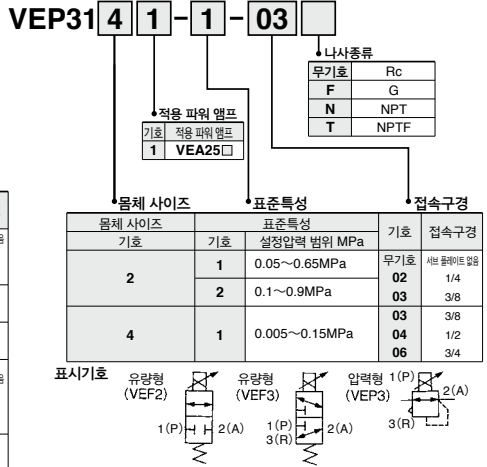 VEP31 4 1 - 1 - 03
나사종류
무기호 Rc
F G
N NPT
T NPTF
적용 파워 앰프
기호 적용 파워 앰프
1 VEA25□
몸체 사이즈 표준특성 접속구경
몸체 사이즈 표준특성 기호 접속구경
기호 기호 설정압력 범위 MPa
2 1 0.05~0.65MPa 무기호 서브 플레이트 없음
02 1/4
2 0.1~0.9MPa 03 3/8
4 1 0.005~0.15MPa 03 3/8
04 1/2
06 3/4
표시기호
유량형 (VEF2)
1(P) 2(A)
유량형 (VEF3)
1(P) 2(A)
3(R)
압력형 (VEP3)
1(P) 2(A)
3(R)